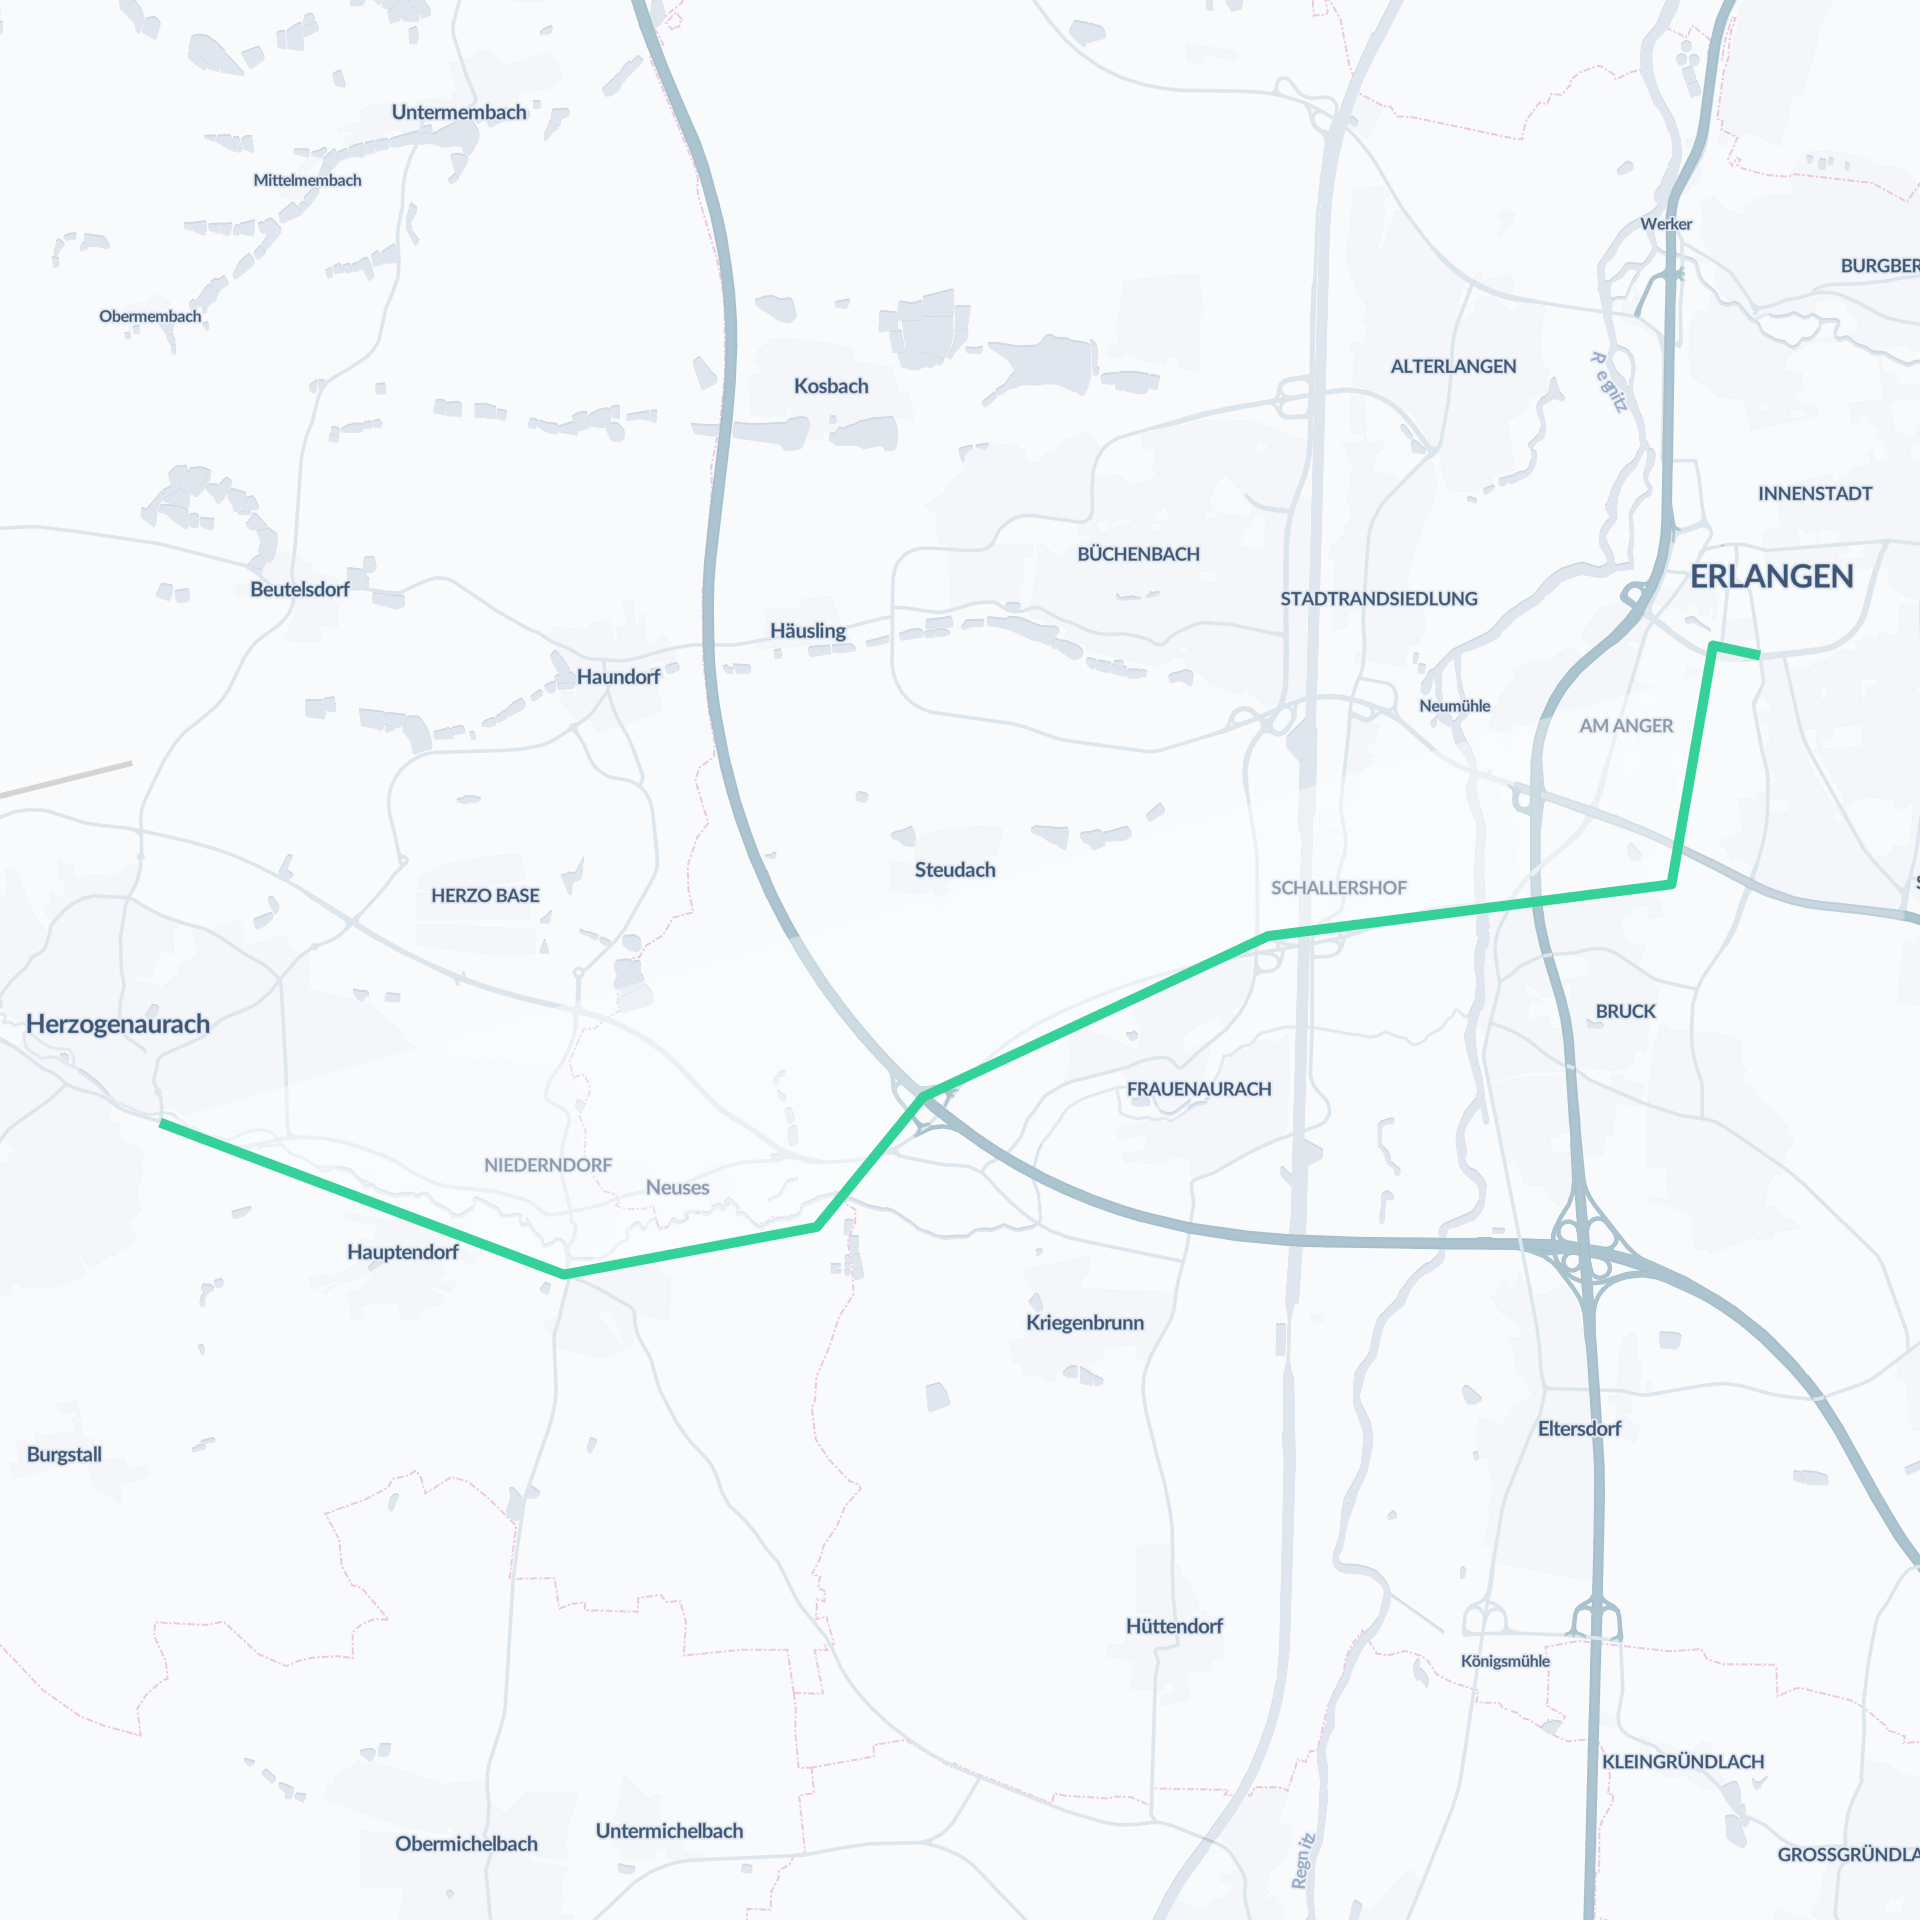 Untermembach
Mittelmembach
Werker
BURGBER
Obermembach
ALTERLANGEN
Kosbach
Regnitz
INNENSTADT
BÜCHENBACH
ERLANGEN
Beutelsdorf
STADTRANDSIEDLUNG
Häusling
Haundorf
Neumühle
AM ANGER
Steudach
S
SCHALLERSHOF
HERZO BASE
BRUCK
Herzogenaurach
FRAUENAURACH
NIEDERNDORF
Neuses
Hauptendorf
Kriegenbrunn
Eltersdorf
Burgstall
Hüttendorf
Königsmühle
KLEINGRÜNDLACH
Untermichelbach
Obermichelbach
GROSSGRÜNDLA
Regnitz